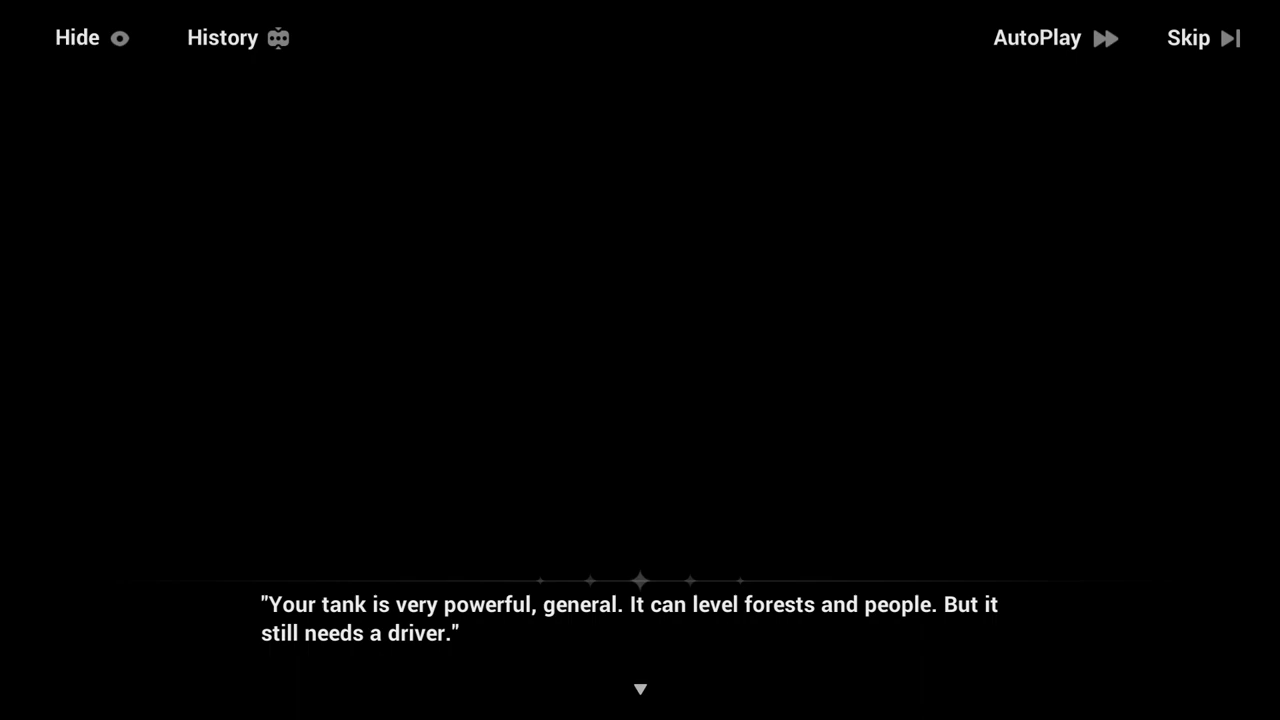 Hide
History
AutoPlay
Skip
"Your tank is very powerful, general. It can level forests and people. But it
still needs a driver."